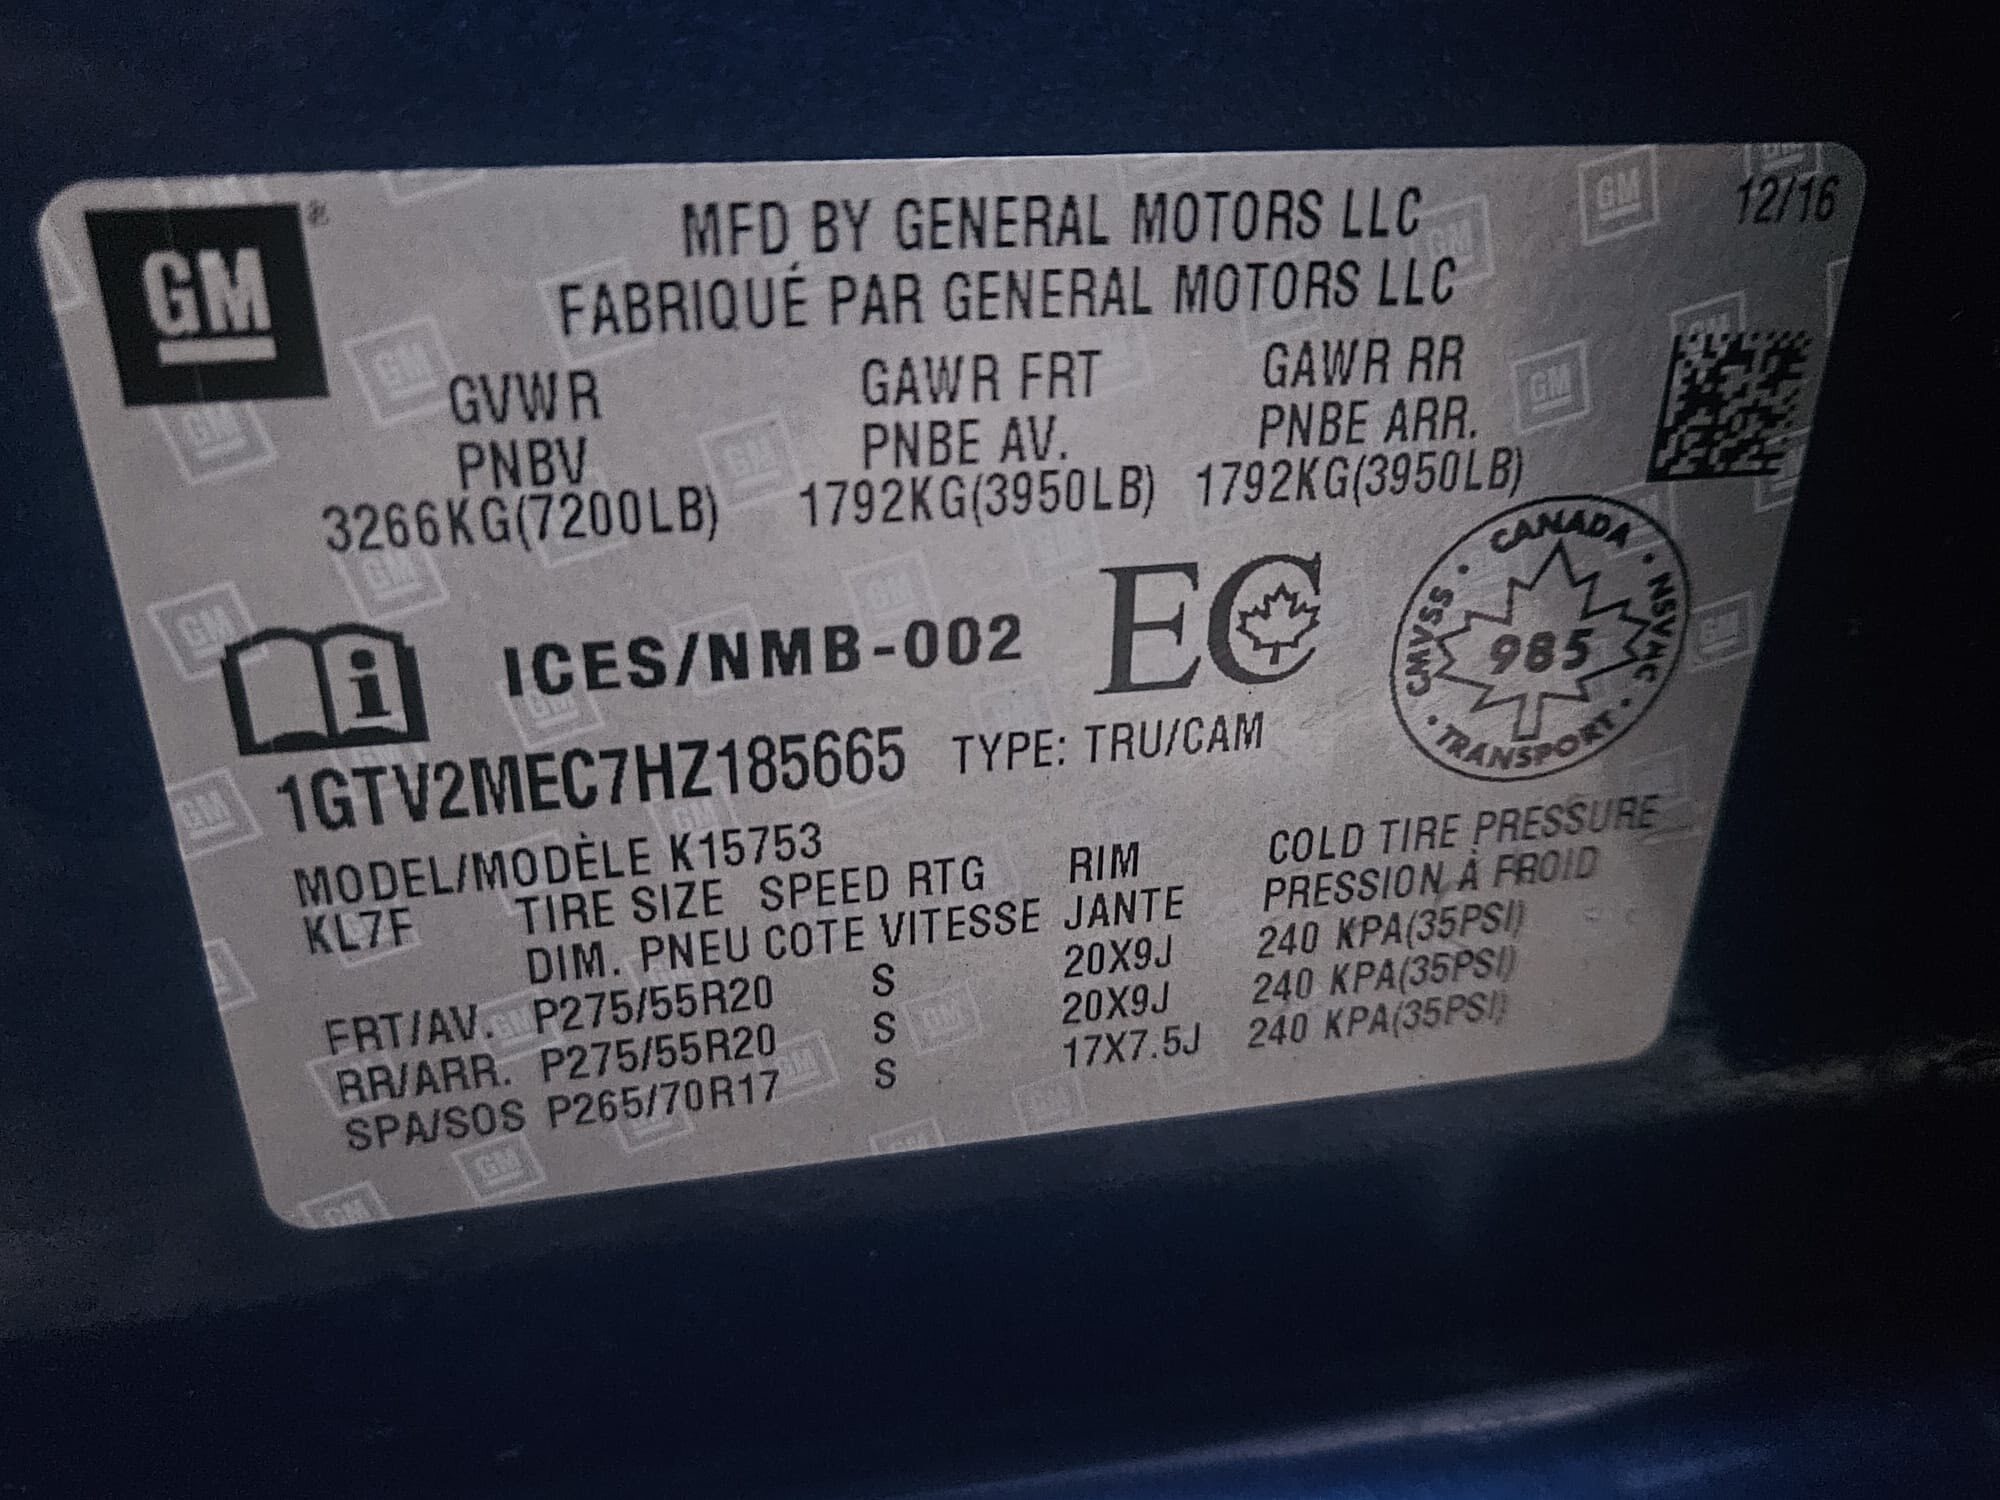 GM
MFD BY GENERAL MOTORS LLC
12/16
FABRIQUÉ PAR GENERAL MOTORS LLC
GVWR GAWR FRT GAWR RR
PNBV PNBE AV. PNBE ARR.
3266KG(7200LB) 1792KG(3950LB) 1792KG(3950LB)
ICES/NMB-002 EC
CANADA · NSVAC · TRANSPORT · CMVSS ·
985
1GTV2MEC7HZ185665 TYPE: TRU/CAM
MODEL/MODÈLE K15753
KL7F TIRE SIZE SPEED RTG RIM COLD TIRE PRESSURE
DIM. PNEU COTE VITESSE JANTE PRESSION À FROID
FRT/AV. P275/55R20 S 20X9J 240 KPA(35PSI)
RR/ARR. P275/55R20 S 20X9J 240 KPA(35PSI)
SPA/SOS P265/70R17 S 17X7.5J 240 KPA(35PSI)